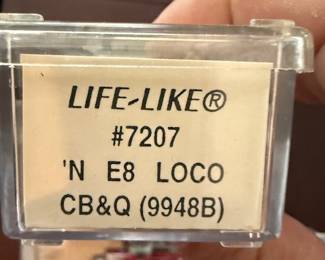 LIFE-LIKE®
#7207
'N E8 LOCO
CB&Q (9948B)